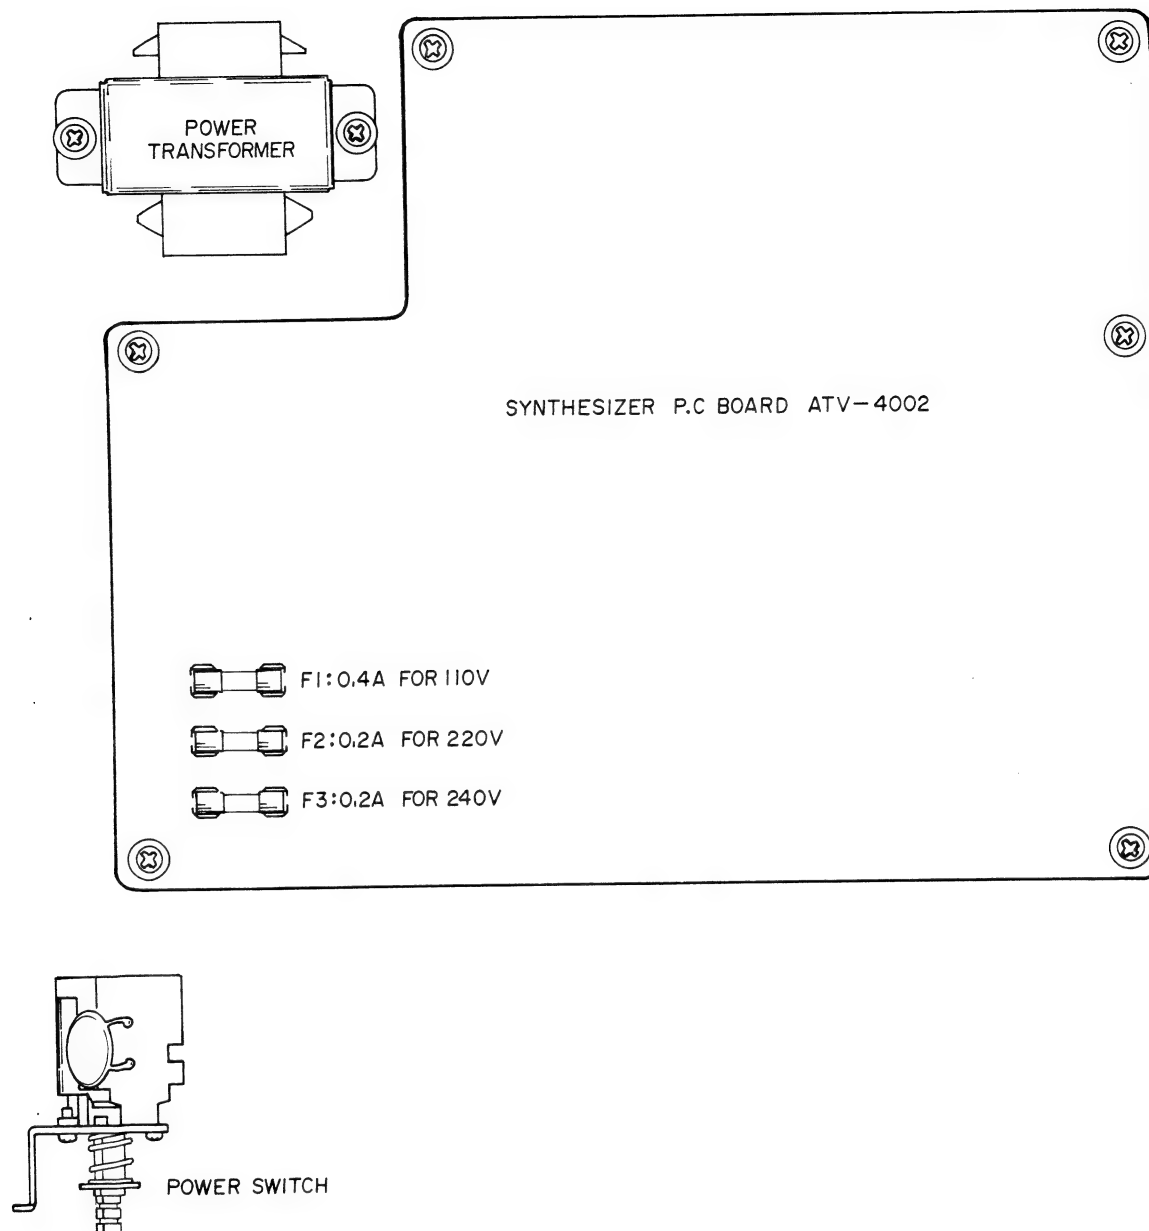 POWER
TRANSFORMER
SYNTHESIZER P.C BOARD ATV-4002
F1:0.4A FOR 110V
F2:0.2A FOR 220V
F3:0.2A FOR 240V
POWER SWITCH